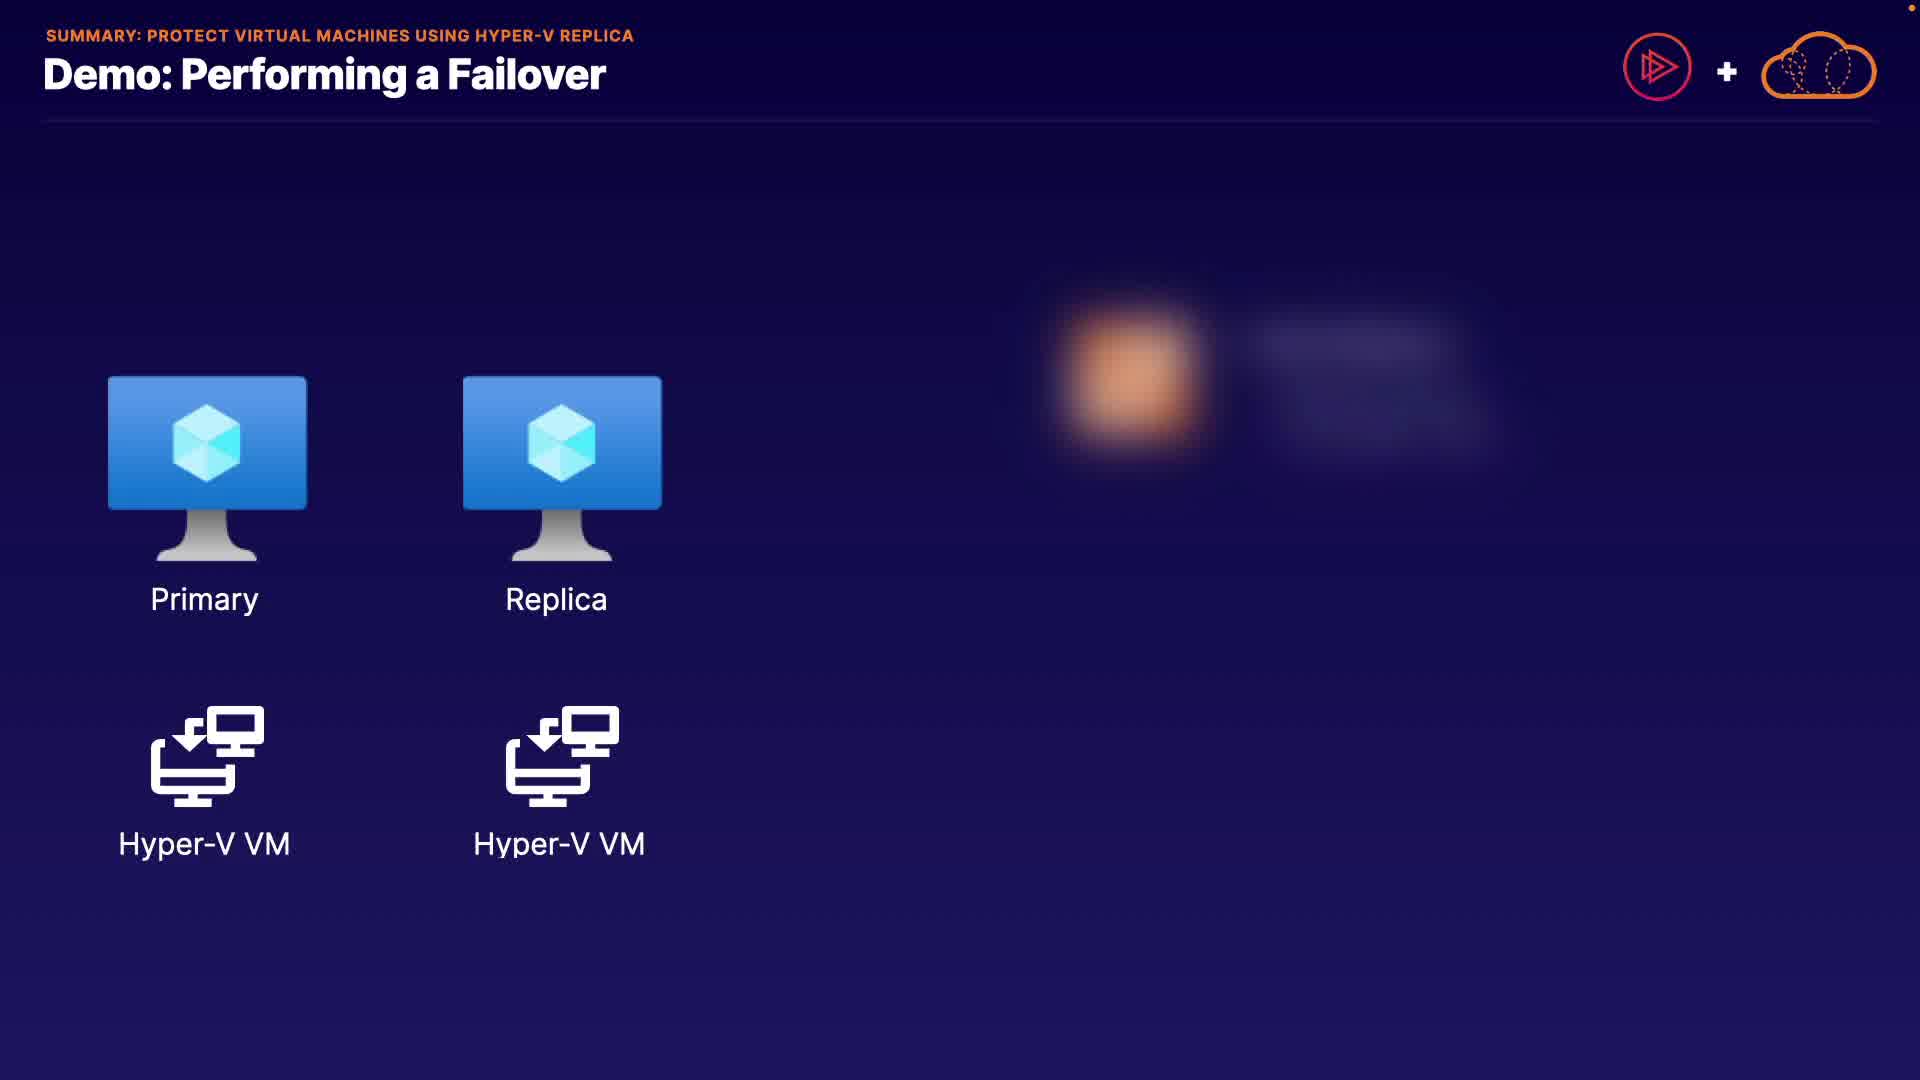 SUMMARY: PROTECT VIRTUAL MACHINES USING HYPER-V REPLICA
Demo: Performing a Failover
Primary
Replica
Hyper-V VM
Hyper-V VM